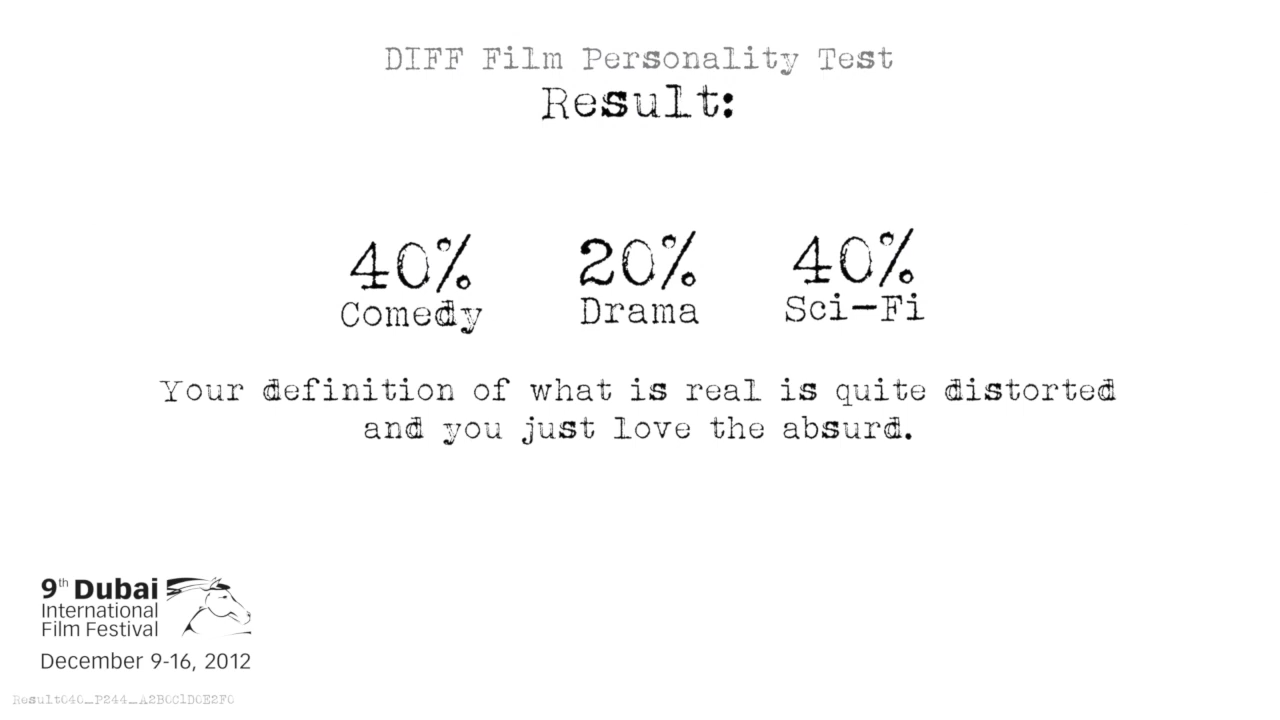 DIFF Film Personality Test
Result:
40% 20% 40%
Comedy Drama Sci-Fi
Your definition of what is real is quite distorted
and you just love the absurd.
9th Dubai
International
Film Festival
December 9-16, 2012
Result040_P244_A2B0C1D0E2F0